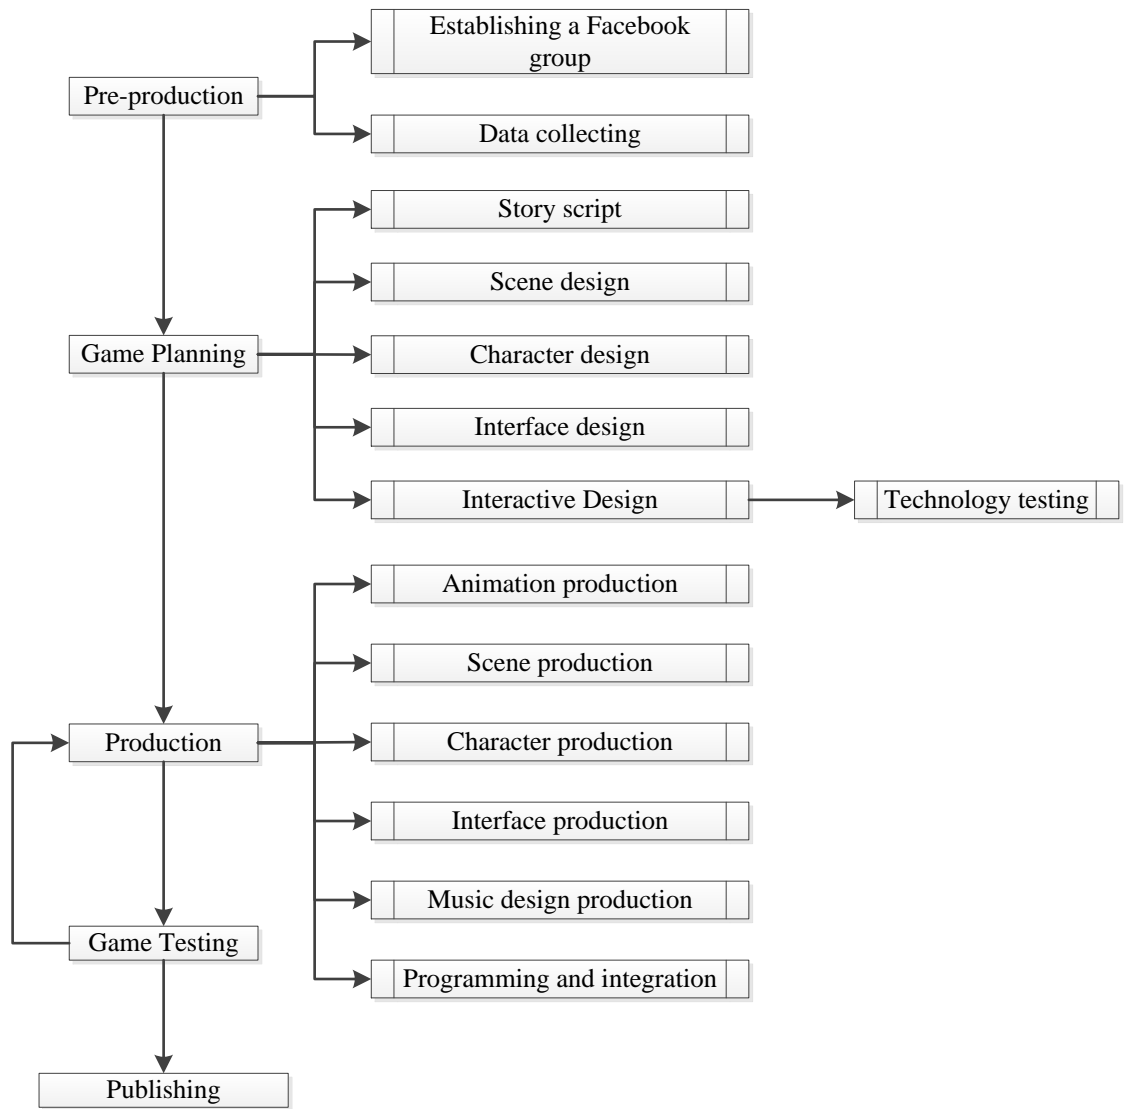 Establishing a Facebook
group
Pre-production
Data collecting
Story script
Scene design
Game Planning
Character design
Interface design
Interactive Design
Technology testing
Animation production
Scene production
Production
Character production
Interface production
Music design production
Game Testing
Programming and integration
Publishing